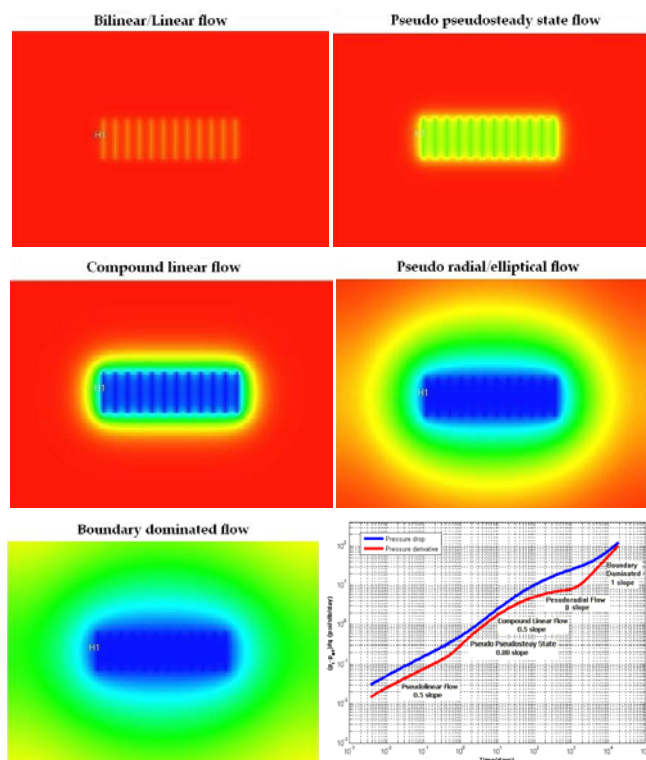 Bilinear/Linear flow
Pseudo pseudosteady state flow
H1
H1
Compound linear flow
Pseudo radial/elliptical flow
H1
H1
Boundary dominated flow
H1
Pressure drop
Pressure derivative
Boundary
Dominated
1 slope
Pesudoradial Flow
0 slope
Compound Linear Flow
0.5 slope
Pseudo Pseudosteay State
0.88 slope
Pseudolinear flow
0.5 slope